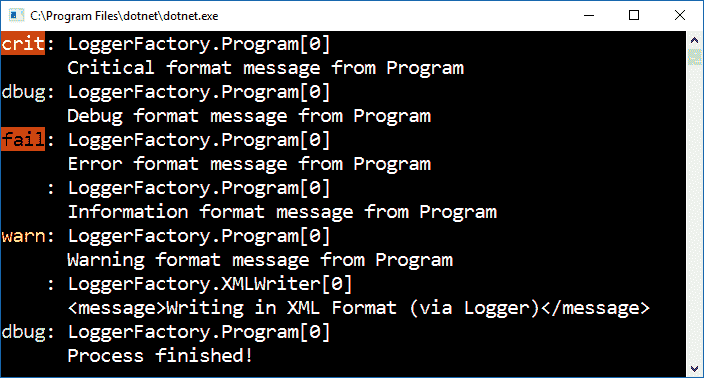 C:\Program Files\dotnet\dotnet.exe
crit: LoggerFactory.Program[0]
Critical format message from Program
dbug: LoggerFactory.Program[0]
Debug format message from Program
fail: LoggerFactory.Program[0]
Error format message from Program
: LoggerFactory.Program[0]
Information format message from Program
warn: LoggerFactory.Program[0]
Warning format message from Program
: LoggerFactory.XMLWriter[0]
<message>Writing in XML Format (via Logger)</message>
dbug: LoggerFactory.Program[0]
Process finished!